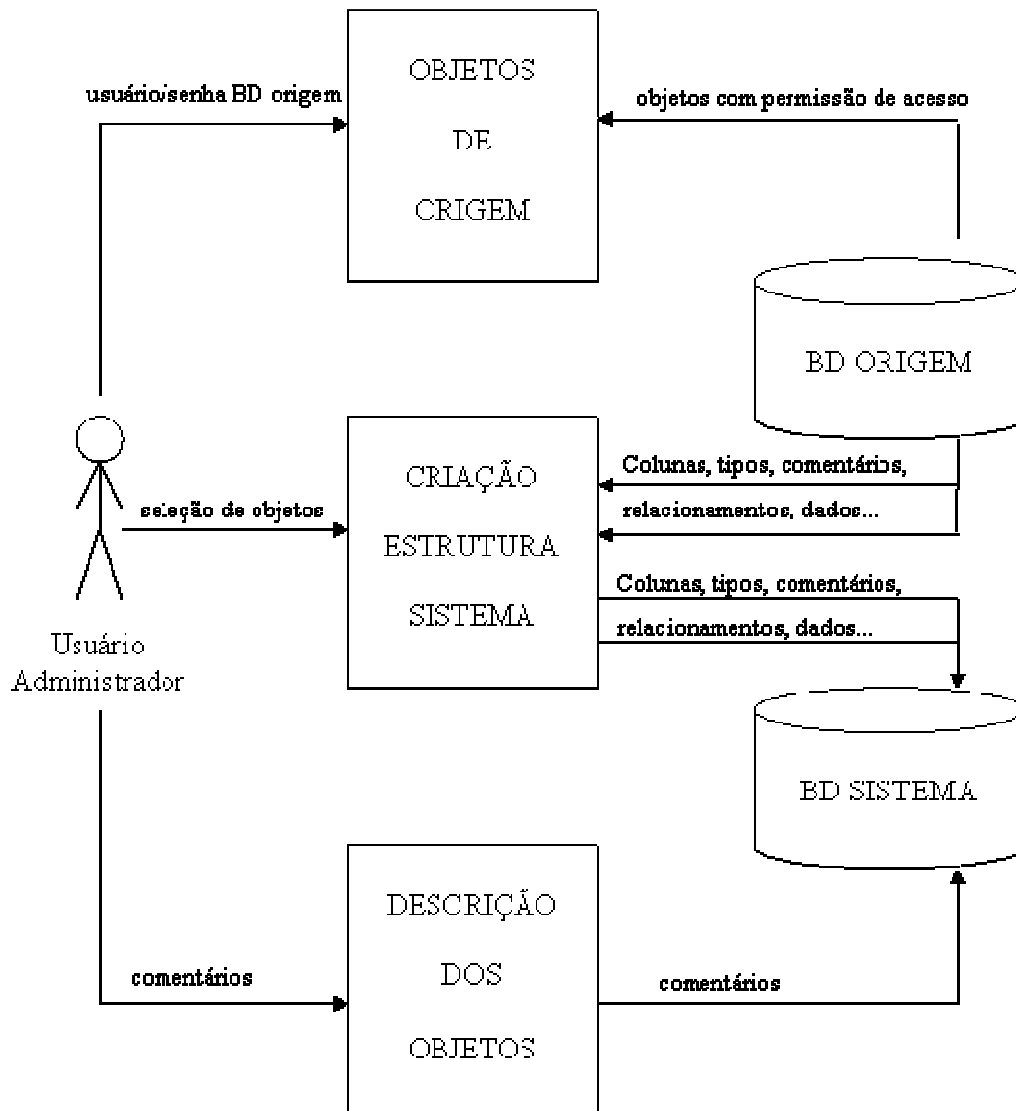 OBJETOS
DE
CRIGEM
usuário/senha BD origem
objetos com permissão de acesso
BD ORIGEM
CRIAÇÃO
ESTRUTURA
SISTEMA
seleção de objetos
Colunas, tipos, comentários,
relacionamentos, dados...
Colunas, tipos, comentários,
relacionamentos, dados...
Usuário
Administrador
BD SISTEMA
DESCRIÇÃO
DOS
OBJETOS
comentários
comentários